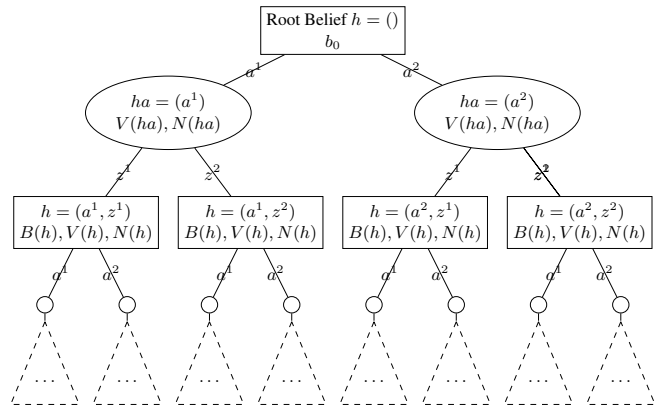 Root Belief h = ()
b₀
a¹ a²
ha = (a¹) ha = (a²)
V(ha), N(ha) V(ha), N(ha)
z¹ z² z¹
h = (a¹, z¹) h = (a¹, z²) h = (a², z¹) h = (a², z²)
B(h), V(h), N(h) B(h), V(h), N(h) B(h), V(h), N(h) B(h), V(h), N(h)
a¹ a² a¹ a² a¹ a² a¹ a²
... ... ... ... ... ... ... ...